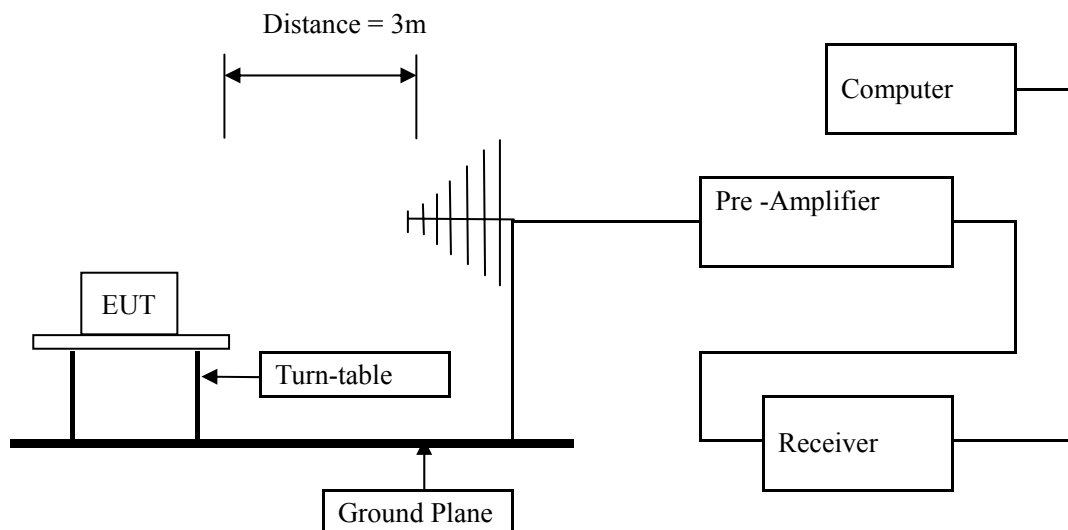 Distance = 3m
Computer
Pre -Amplifier
EUT
Turn-table
Receiver
Ground Plane